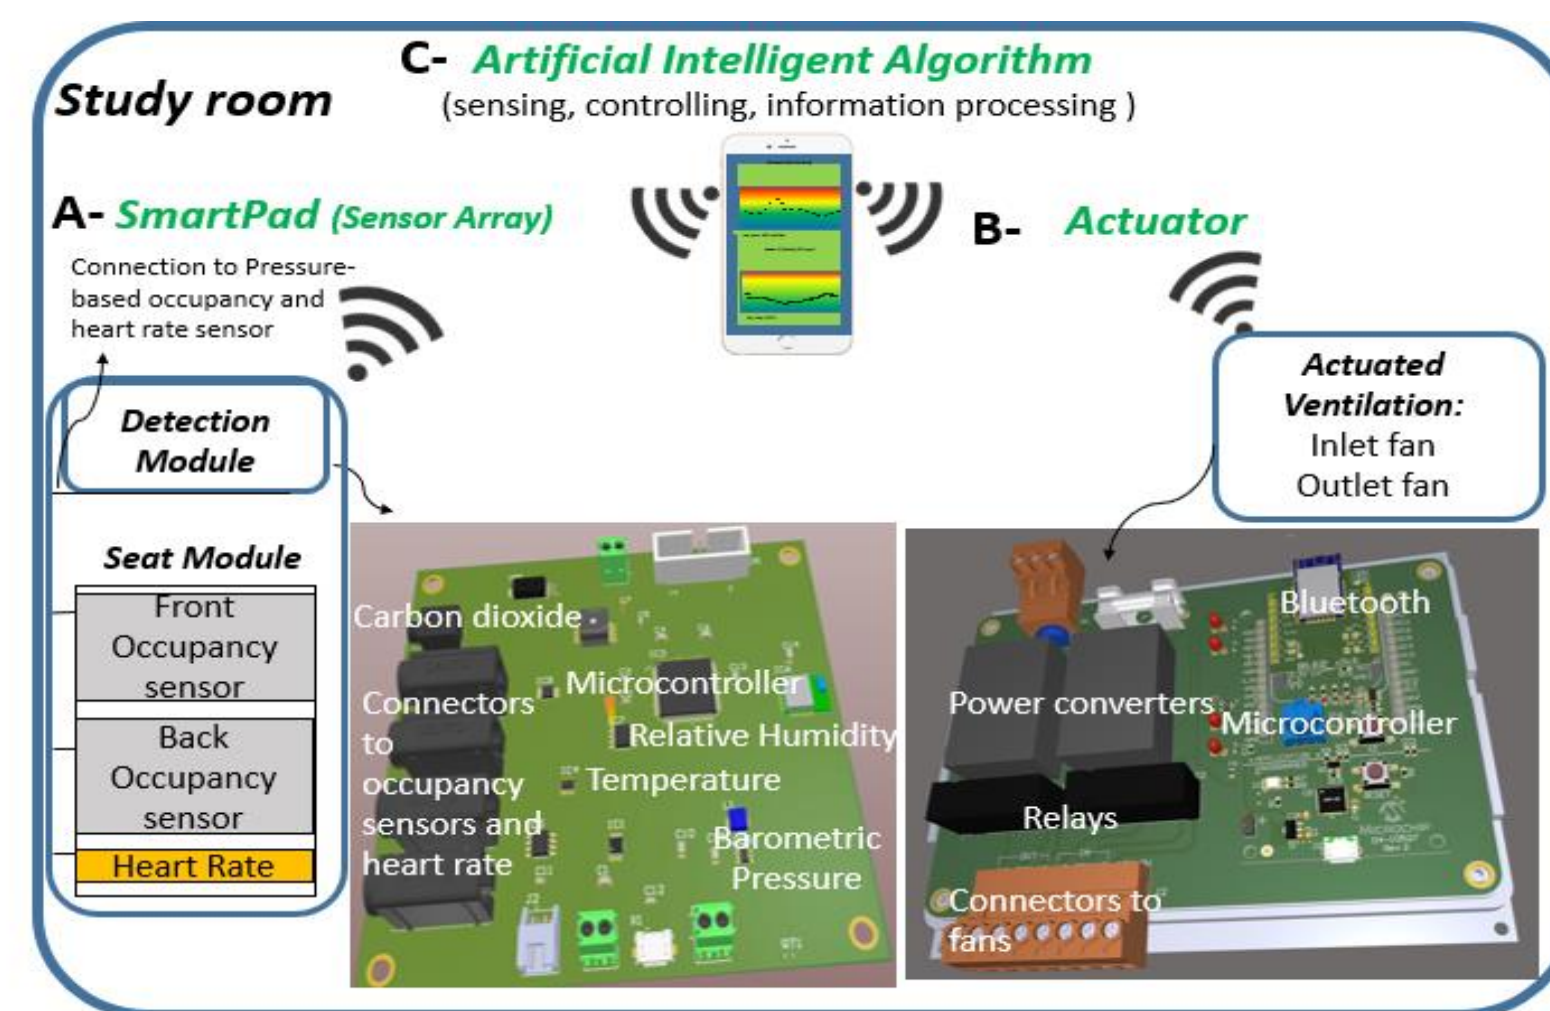 C- Artificial Intelligent Algorithm
(sensing, controlling, information processing )
Study room
A- SmartPad (Sensor Array)
Connection to Pressure-
based occupancy and
heart rate sensor
B- Actuator
Detection
Module
Actuated
Ventilation:
Inlet fan
Outlet fan
Seat Module
Front
Occupancy
sensor
Back
Occupancy
sensor
Heart Rate
Carbon dioxide
Microcontroller
Connectors
to
occupancy
sensors and
heart rate
Relative Humidity
Temperature
Barometric
Pressure
Bluetooth
Power converters
Microcontroller
Relays
MICROCHIP
Connectors to
fans